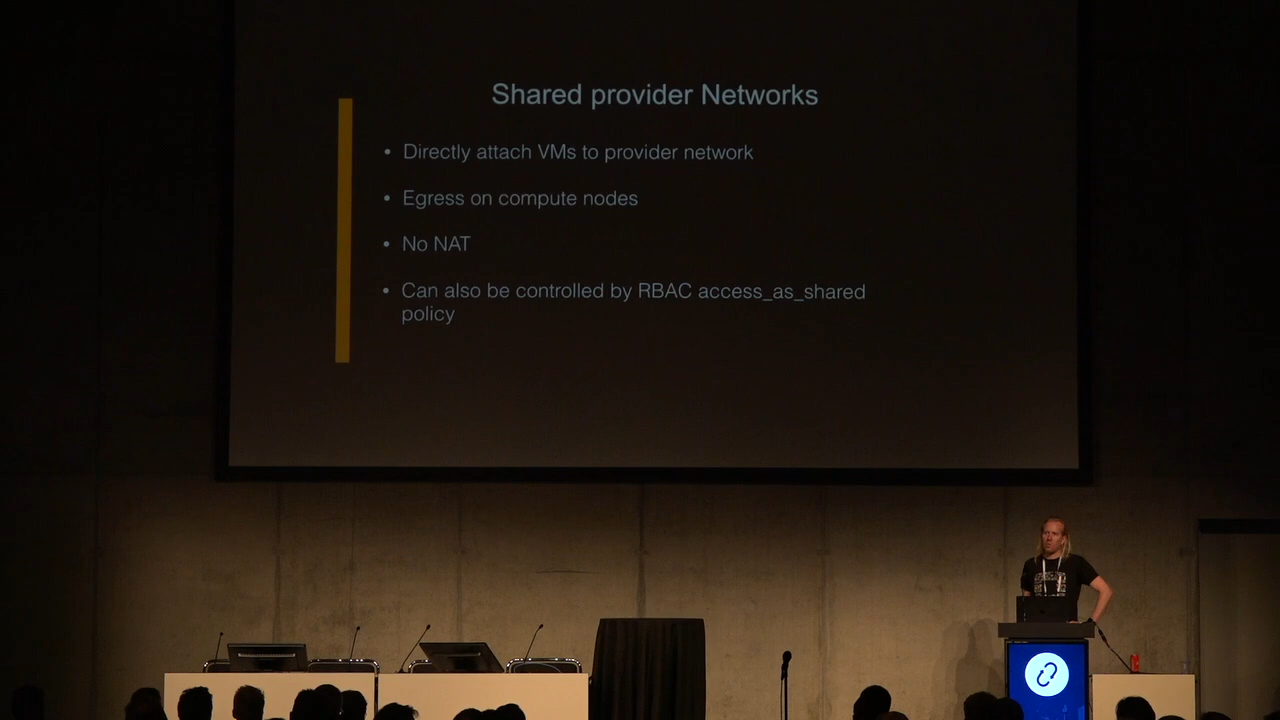 Shared provider Networks
• Directly attach VMs to provider network
• Egress on compute nodes
• No NAT
• Can also be controlled by RBAC access_as_shared
policy